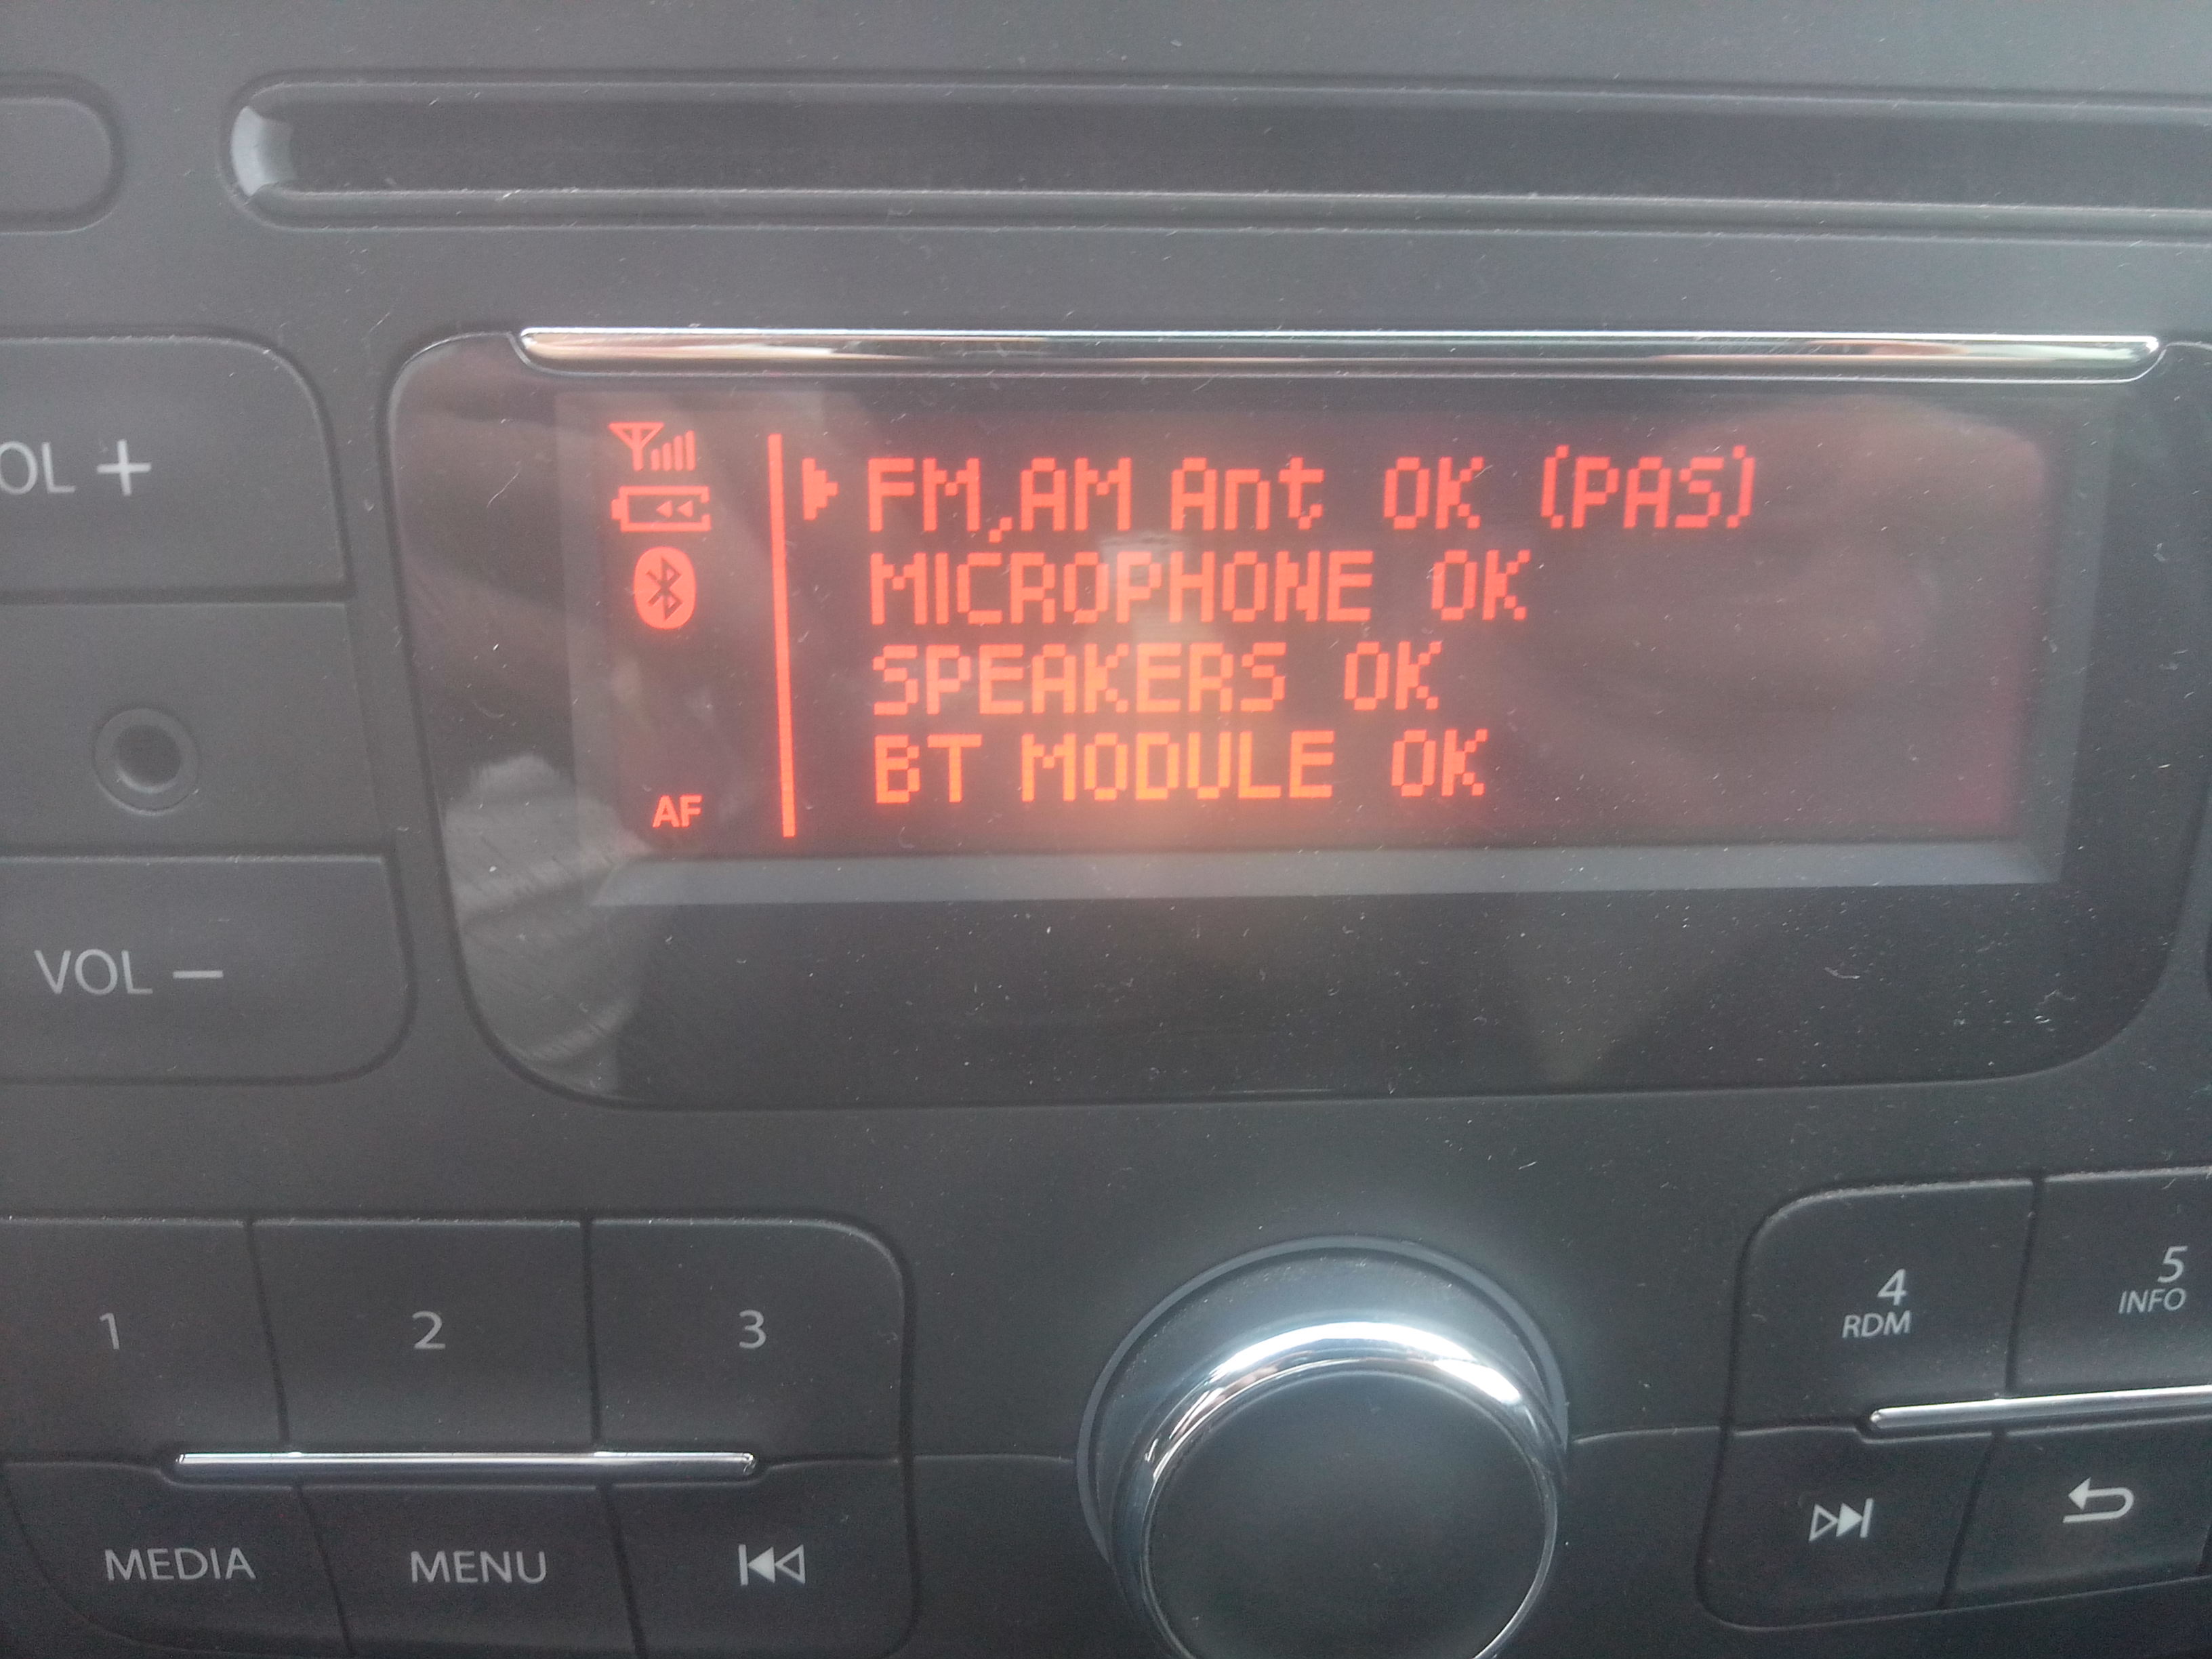 OL +
FM,AM Ant OK (PAS)
MICROPHONE OK
SPEAKERS OK
BT MODULE OK
AF
VOL −
1 2 3
4 RDM
5 INFO
MEDIA MENU